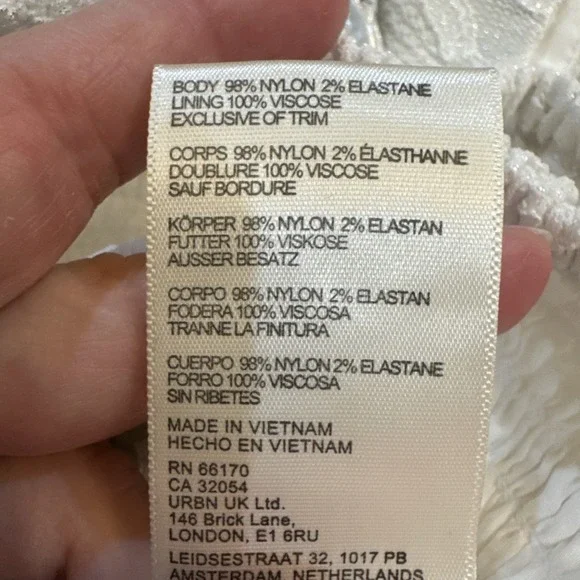 BODY 98% NYLON 2% ELASTANE
LINING 100% VISCOSE
EXCLUSIVE OF TRIM
CORPS 98% NYLON 2% ÉLASTHANNE
DOUBLURE 100% VISCOSE
SAUF BORDURE
KÖRPER 98% NYLON 2% ELASTAN
FUTTER 100% VISKOSE
AUSSER BESATZ
CORPO 98% NYLON 2% ELASTAN
FODERA 100% VISCOSA
TRANNE LA FINITURA
CUERPO 98% NYLON 2% ELASTANE
FORRO 100% VISCOSA
SIN RIBETES
MADE IN VIETNAM
HECHO EN VIETNAM
RN 66170
CA 32054
URBN UK Ltd.
146 Brick Lane,
LONDON, E1 6RU
LEIDSESTRAAT 32, 1017 PB
AMSTERDAM, NETHERLANDS